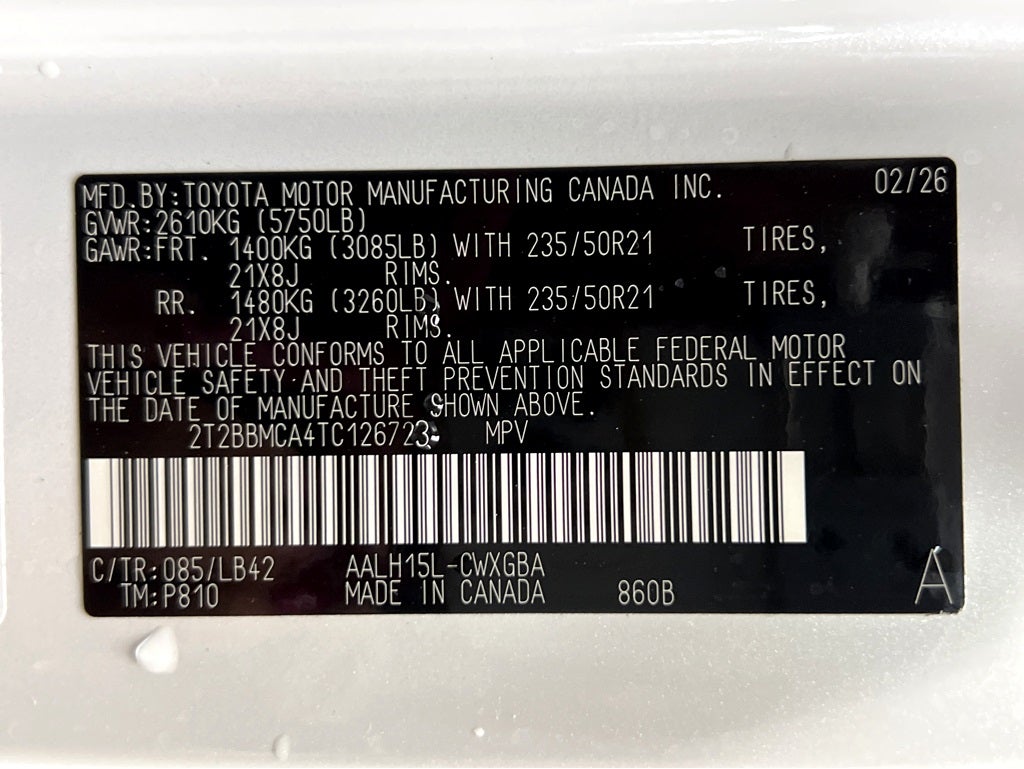 MFD.BY:TOYOTA MOTOR MANUFACTURING CANADA INC. 02/26
GVWR:2610KG (5750LB)
GAWR:FRT. 1400KG (3085LB) WITH 235/50R21 TIRES,
21X8J RIMS.
RR. 1480KG (3260LB) WITH 235/50R21 TIRES,
21X8J RIMS.
THIS VEHICLE CONFORMS TO ALL APPLICABLE FEDERAL MOTOR
VEHICLE SAFETY AND THEFT PREVENTION STANDARDS IN EFFECT ON
THE DATE OF MANUFACTURE SHOWN ABOVE.
2T2BBMCA4TC126723 MPV
C/TR:085/LB42 AALH15L-CWXGBA
TM:P810 MADE IN CANADA 860B A